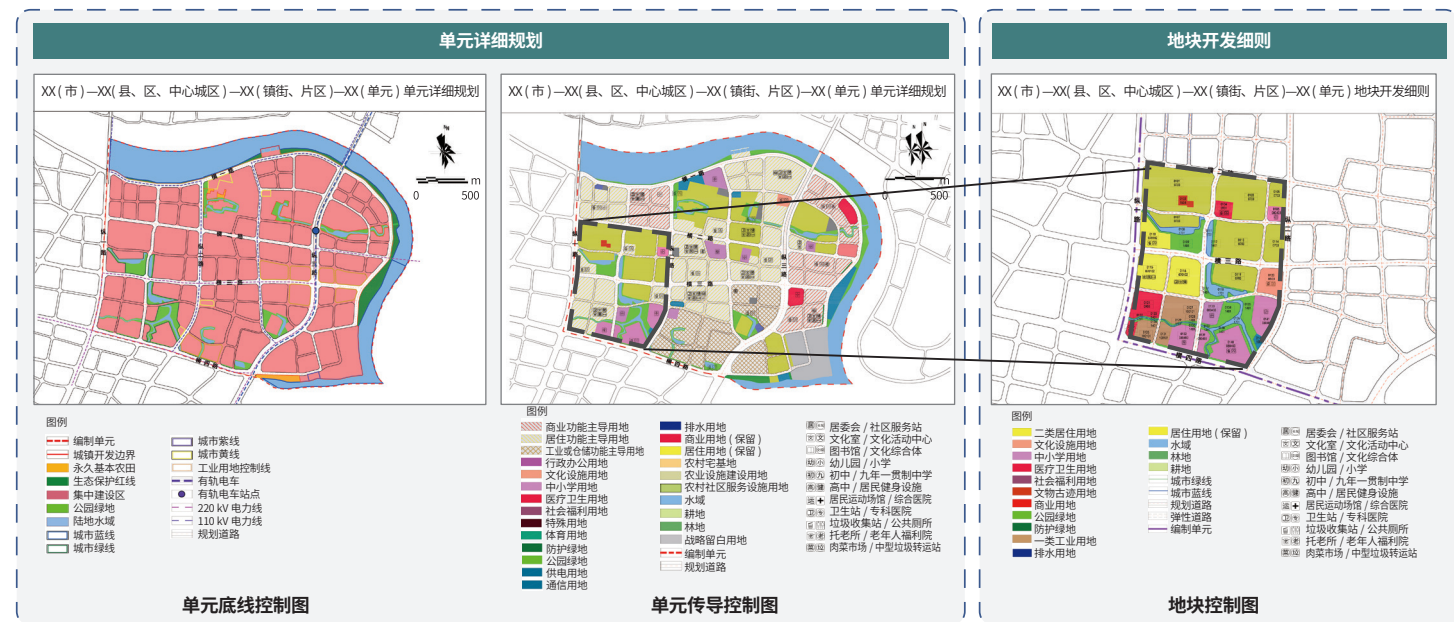 单元详细规划
地块开发细则
XX ( 市 ) —XX( 县、区、中心城区 ) —XX ( 镇街、片区 ) —XX ( 单元 ) 单元详细规划
XX ( 市 ) —XX( 县、区、中心城区 ) —XX ( 镇街、片区 ) —XX ( 单元 ) 单元详细规划
XX ( 市 ) —XX( 县、区、中心城区 ) —XX ( 镇街、片区 ) —XX ( 单元 ) 地块开发细则
0 500 m
0 500 m
横三路
横三路
横三路
横四路
纵三路
图例
编制单元
城镇开发边界
永久基本农田
生态保护红线
集中建设区
公园绿地
陆地水域
城市蓝线
城市绿线
城市紫线
城市黄线
工业用地控制线
有轨电车
有轨电车站点
220 kV 电力线
110 kV 电力线
规划道路
单元底线控制图
图例
商业功能主导用地
居住功能主导用地
工业或仓储功能主导用地
行政办公用地
文化设施用地
中小学用地
医疗卫生用地
社会福利用地
特殊用地
体育用地
防护绿地
公园绿地
供电用地
通信用地
排水用地
商业用地 ( 保留 )
居住用地 ( 保留 )
农村宅基地
农业设施建设用地
农村社区服务设施用地
水域
耕地
林地
战略留白用地
编制单元
规划道路
居委会 / 社区服务站
文化室 / 文化活动中心
图书馆 / 文化综合体
幼儿园 / 小学
初中 / 九年一贯制中学
高中 / 居民健身设施
居民运动场馆 / 综合医院
卫生站 / 专科医院
垃圾收集站 / 公共厕所
托老所 / 老年人福利院
肉菜市场 / 中型垃圾转运站
单元传导控制图
图例
二类居住用地
文化设施用地
中小学用地
医疗卫生用地
社会福利用地
文物古迹用地
商业用地
公园绿地
防护绿地
一类工业用地
排水用地
居住用地 ( 保留 )
水域
林地
耕地
城市绿线
城市蓝线
规划道路
弹性道路
编制单元
居委会 / 社区服务站
文化室 / 文化活动中心
图书馆 / 文化综合体
幼儿园 / 小学
初中 / 九年一贯制中学
高中 / 居民健身设施
居民运动场馆 / 综合医院
卫生站 / 专科医院
垃圾收集站 / 公共厕所
托老所 / 老年人福利院
肉菜市场 / 中型垃圾转运站
地块控制图